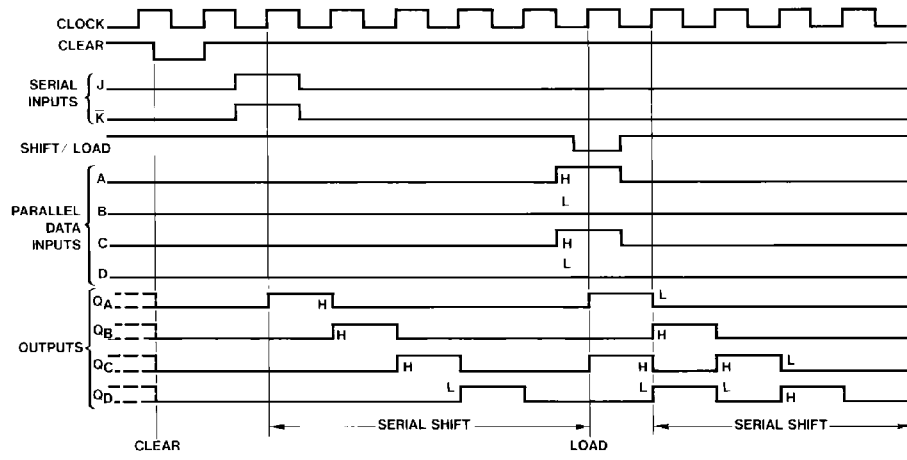 CLOCK
CLEAR
SERIAL INPUTS
J
K
SHIFT/ LOAD
PARALLEL DATA INPUTS
A
H
B
L
C
H
D
L
OUTPUTS
QA
H
L
QB
H
H
QC
H
H
H
L
QD
L
L
L
H
SERIAL SHIFT
SERIAL SHIFT
CLEAR
LOAD